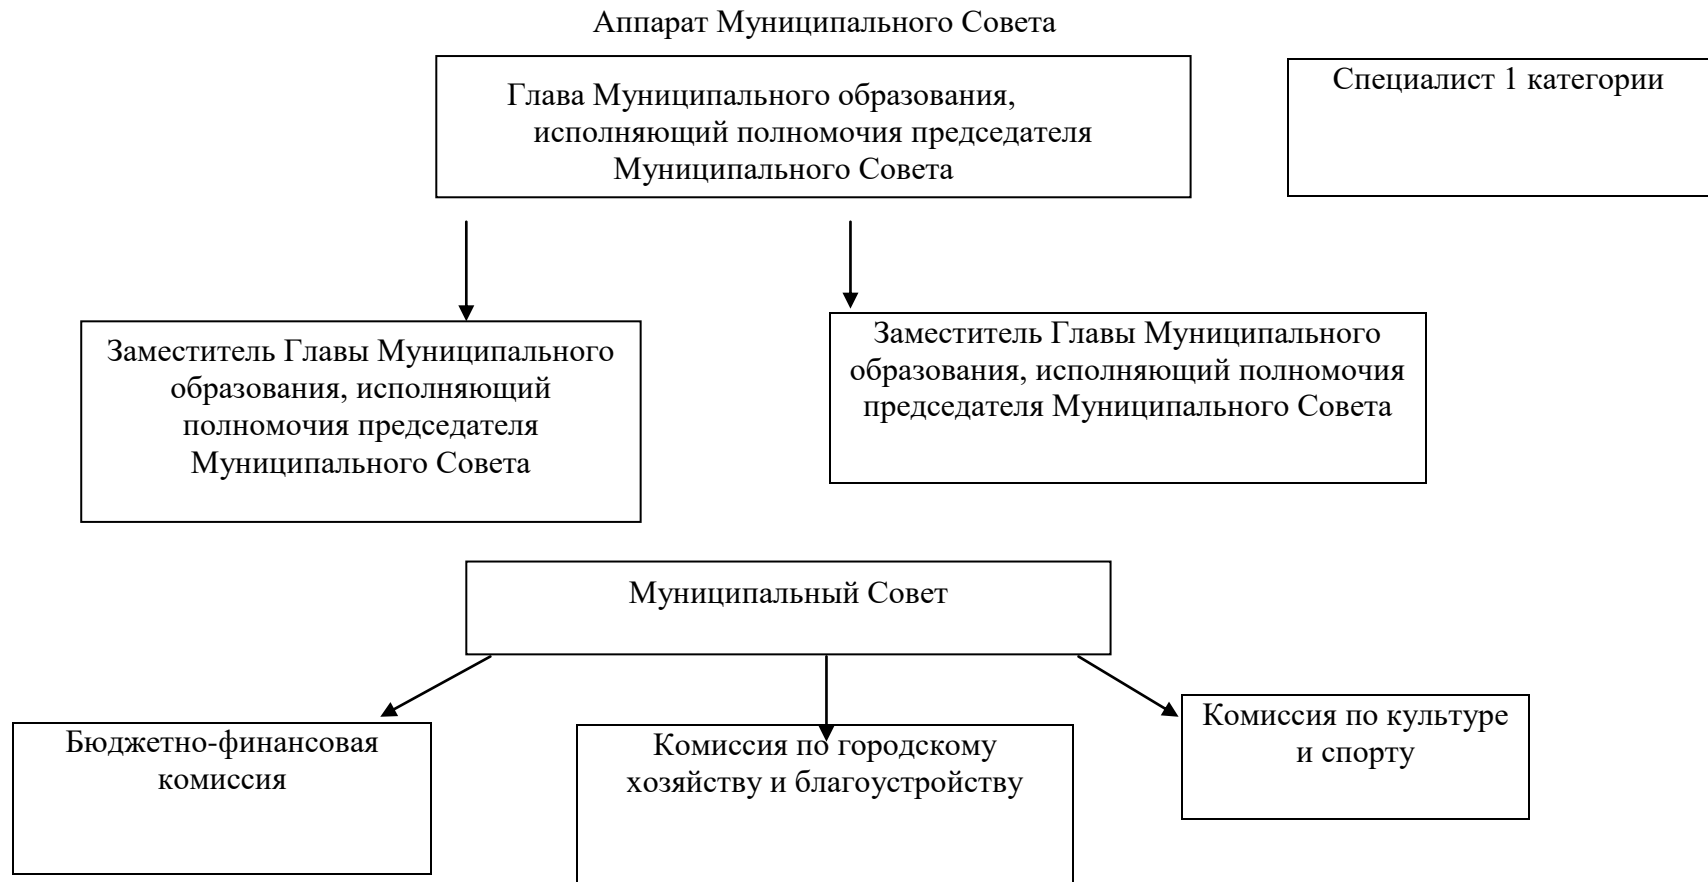 Аппарат Муниципального Совета
Глава Муниципального образования,
исполняющий полномочия председателя
Муниципального Совета
Специалист 1 категории
Заместитель Главы Муниципального
образования, исполняющий
полномочия председателя
Муниципального Совета
Заместитель Главы Муниципального
образования, исполняющий полномочия
председателя Муниципального Совета
Муниципальный Совет
Бюджетно-финансовая
комиссия
Комиссия по городскому
хозяйству и благоустройству
Комиссия по культуре
и спорту